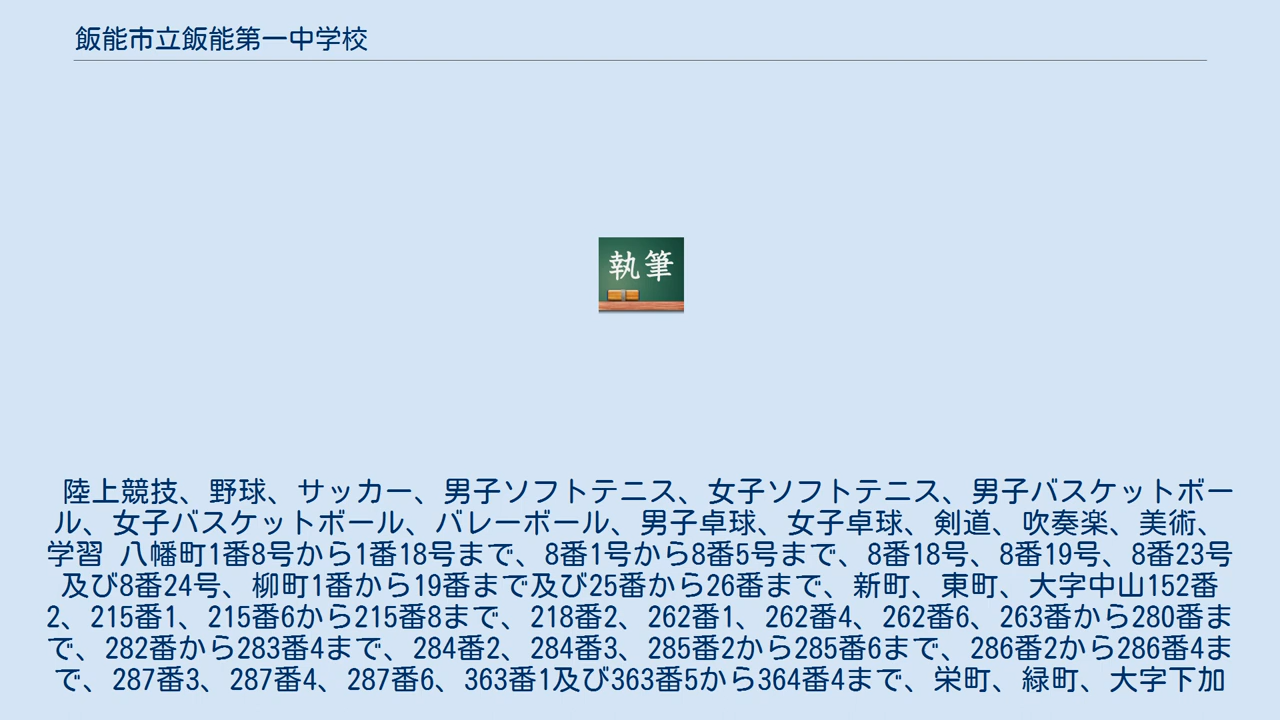 飯能市立飯能第一中学校
執筆
陸上競技、野球、サッカー、男子ソフトテニス、女子ソフトテニス、男子バスケットボー
ル、女子バスケットボール、バレーボール、男子卓球、女子卓球、剣道、吹奏楽、美術、
学習 八幡町1番8号から1番18号まで、8番1号から8番5号まで、8番18号、8番19号、8番23号
及び8番24号、柳町1番から19番まで及び25番から26番まで、新町、東町、大字中山152番
2、215番1、215番6から215番8まで、218番2、262番1、262番4、262番6、263番から280番ま
で、282番から283番4まで、284番2、284番3、285番2から285番6まで、286番2から286番4ま
で、287番3、287番4、287番6、363番1及び363番5から364番4まで、栄町、緑町、大字下加